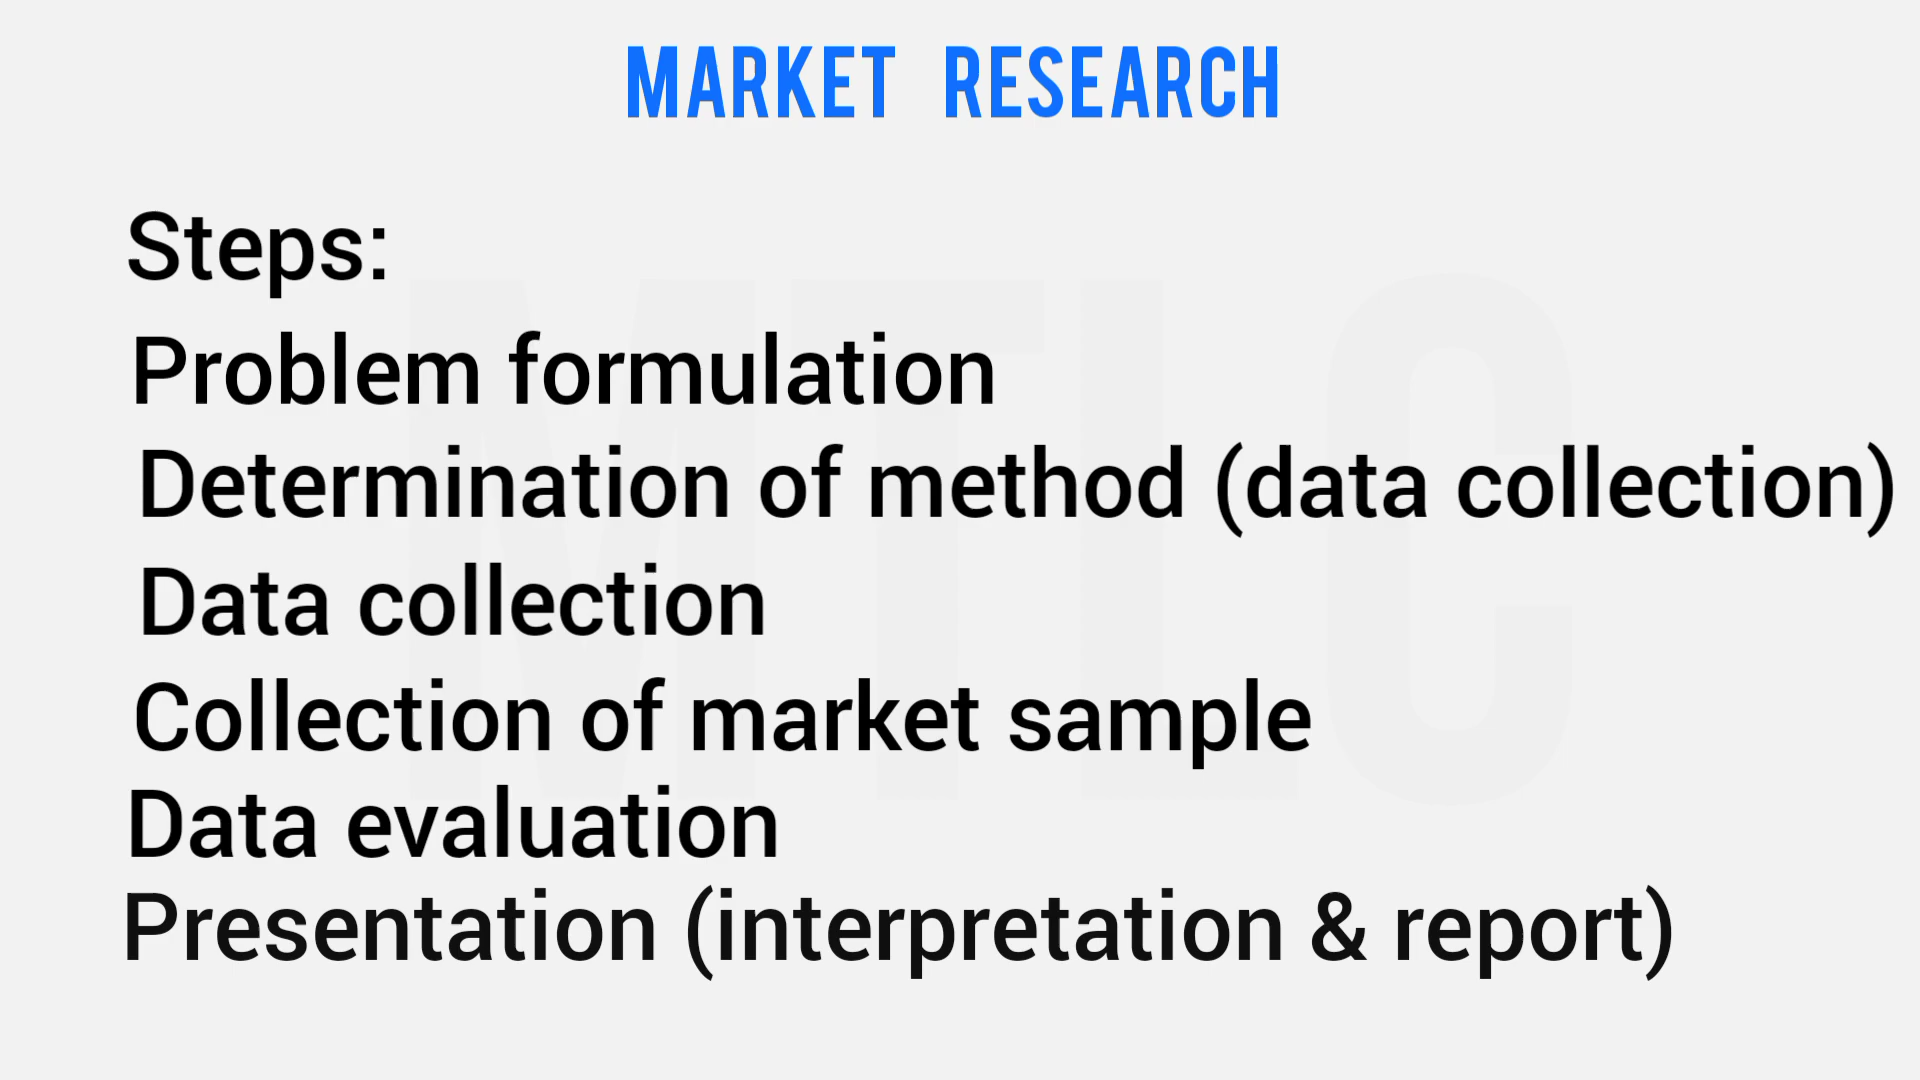 MARKET RESEARCH
Steps:
Problem formulation
Determination of method (data collection)
Data collection
Collection of market sample
Data evaluation
Presentation (interpretation & report)
MTLC